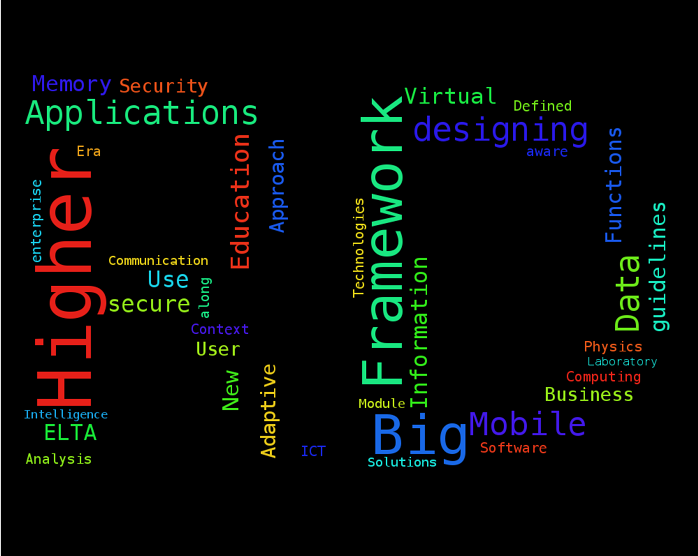 Memory
Security
Applications
Era
Higher
enterprise
Education
Approach
Communication
Use
secure
along
Context
User
New
Adaptive
Intelligence
ELTA
Analysis
ICT
Framework
Virtual
Defined
designing
aware
Functions
Technologies
Information
Data
guidelines
Physics
Laboratory
Computing
Business
Module
Big
Mobile
Software
Solutions